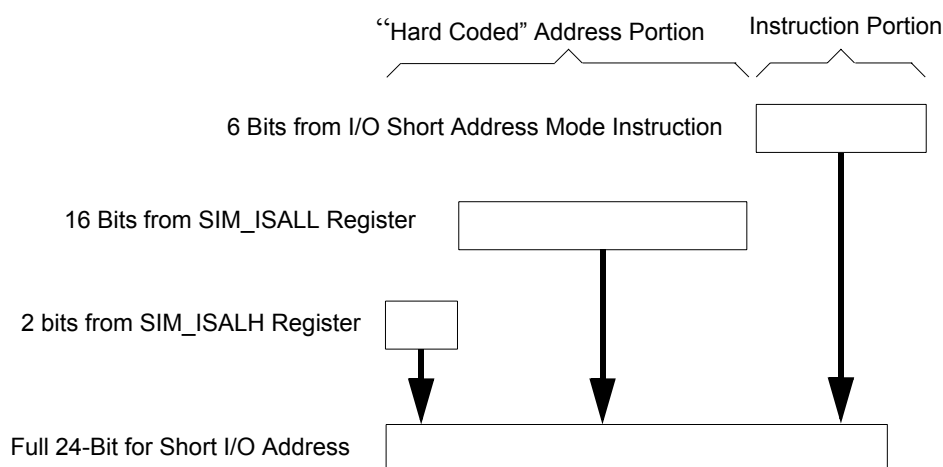 “Hard Coded” Address Portion
Instruction Portion
6 Bits from I/O Short Address Mode Instruction
16 Bits from SIM_ISALL Register
2 bits from SIM_ISALH Register
Full 24-Bit for Short I/O Address